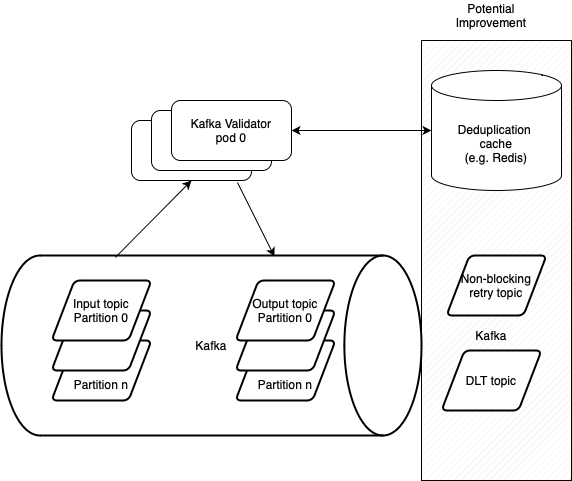 Potential
Improvement
Kafka Validator
pod 0
Deduplication
cache
(e.g. Redis)
Input topic
Partition 0
Partition n
Kafka
Output topic
Partition 0
Partition n
Non-blocking
retry topic
Kafka
DLT topic